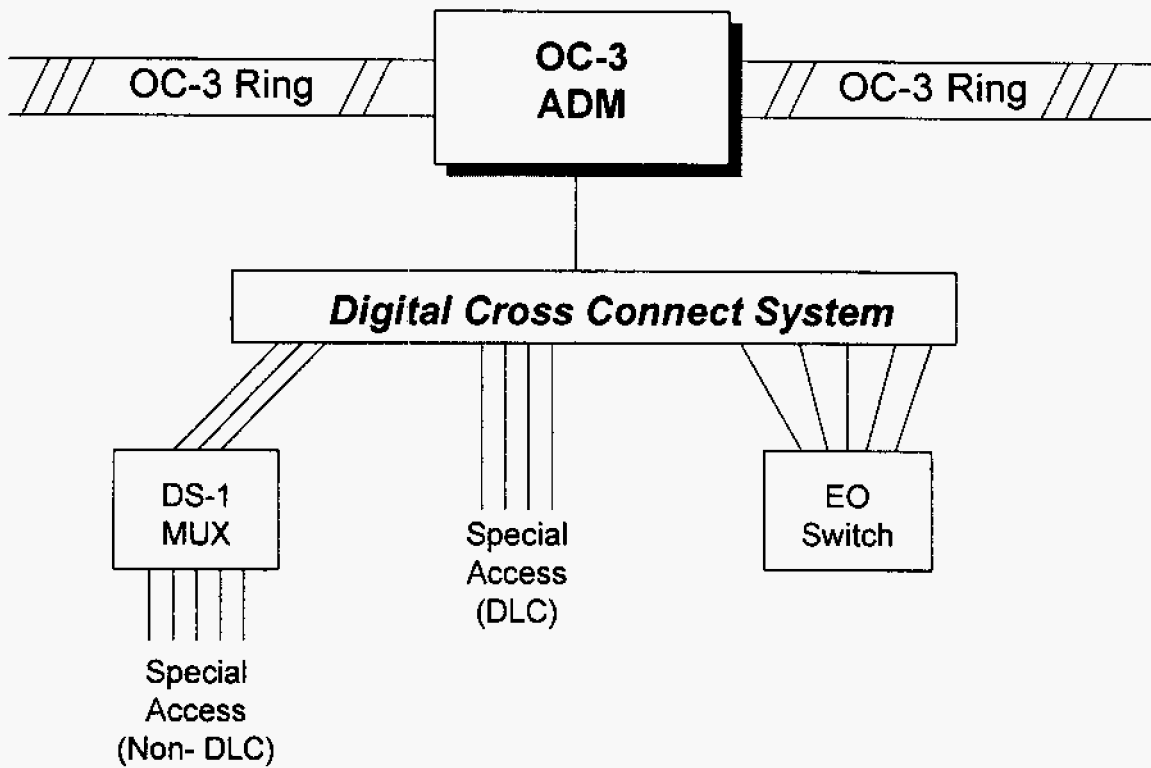 OC-3 Ring
OC-3
ADM
OC-3 Ring
Digital Cross Connect System
DS-1
MUX
Special
Access
(Non- DLC)
Special
Access
(DLC)
EO
Switch